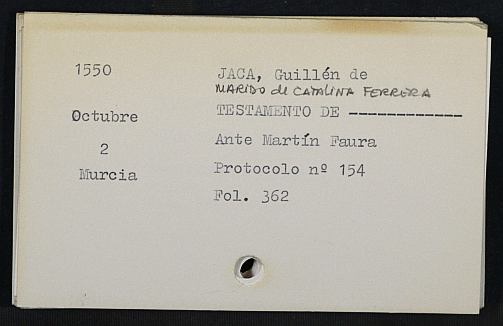 1550
JACA, Guillén de
MARIDO de CATALINA FERRERA
Octubre
TESTAMENTO DE -------------
2
Ante Martín Faura
Murcia
Protocolo nº 154
Fol. 362